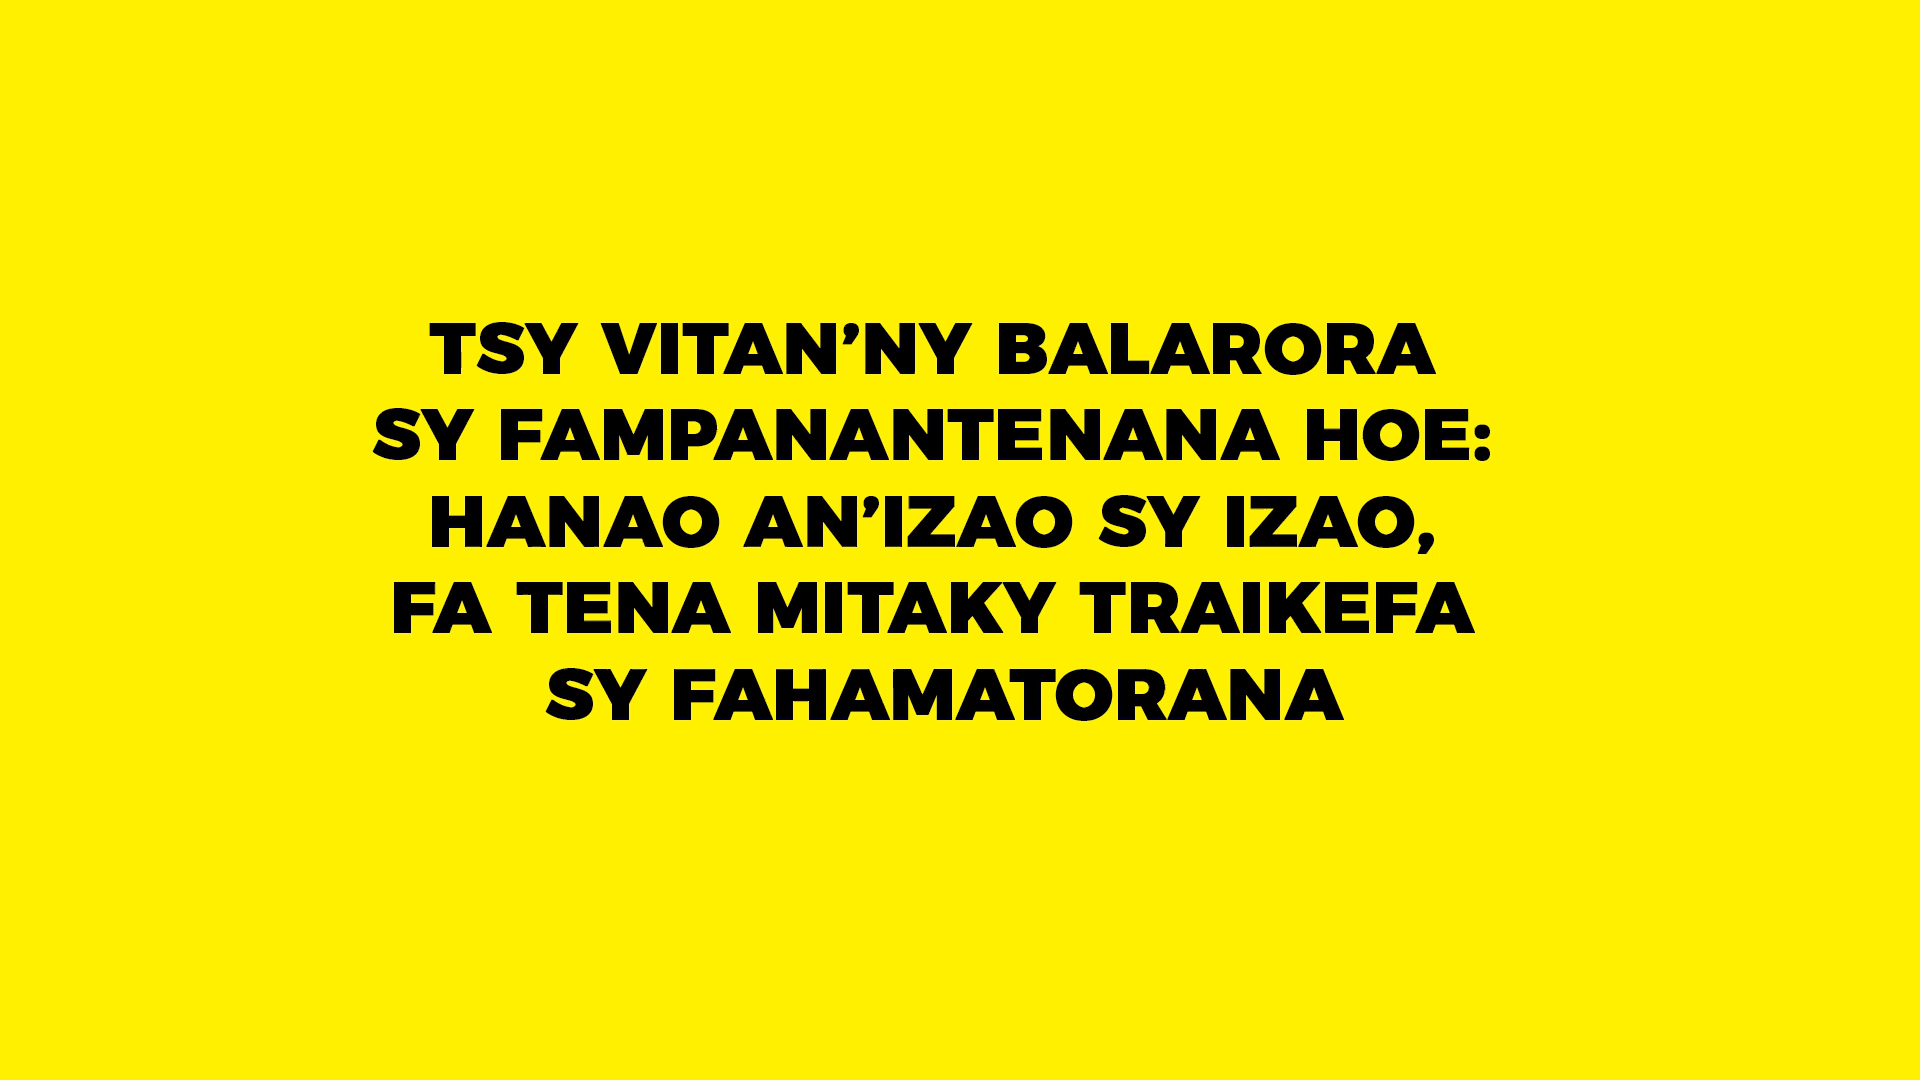 TSY VITAN’NY BALARORA
SY FAMPANANTENANA HOE:
HANAO AN’IZAO SY IZAO,
FA TENA MITAKY TRAIKEFA
SY FAHAMATORANA